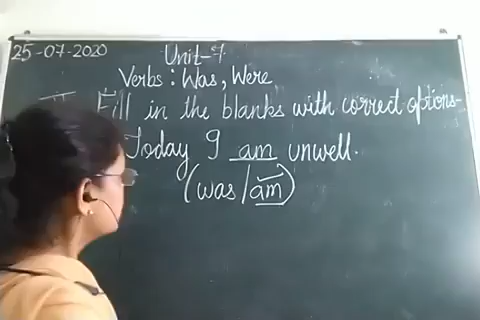 25-07-2020
Unit-7
Verbs : Was, Were
II Fill in the blanks with correct options-
Today I am unwell.
(was/am)